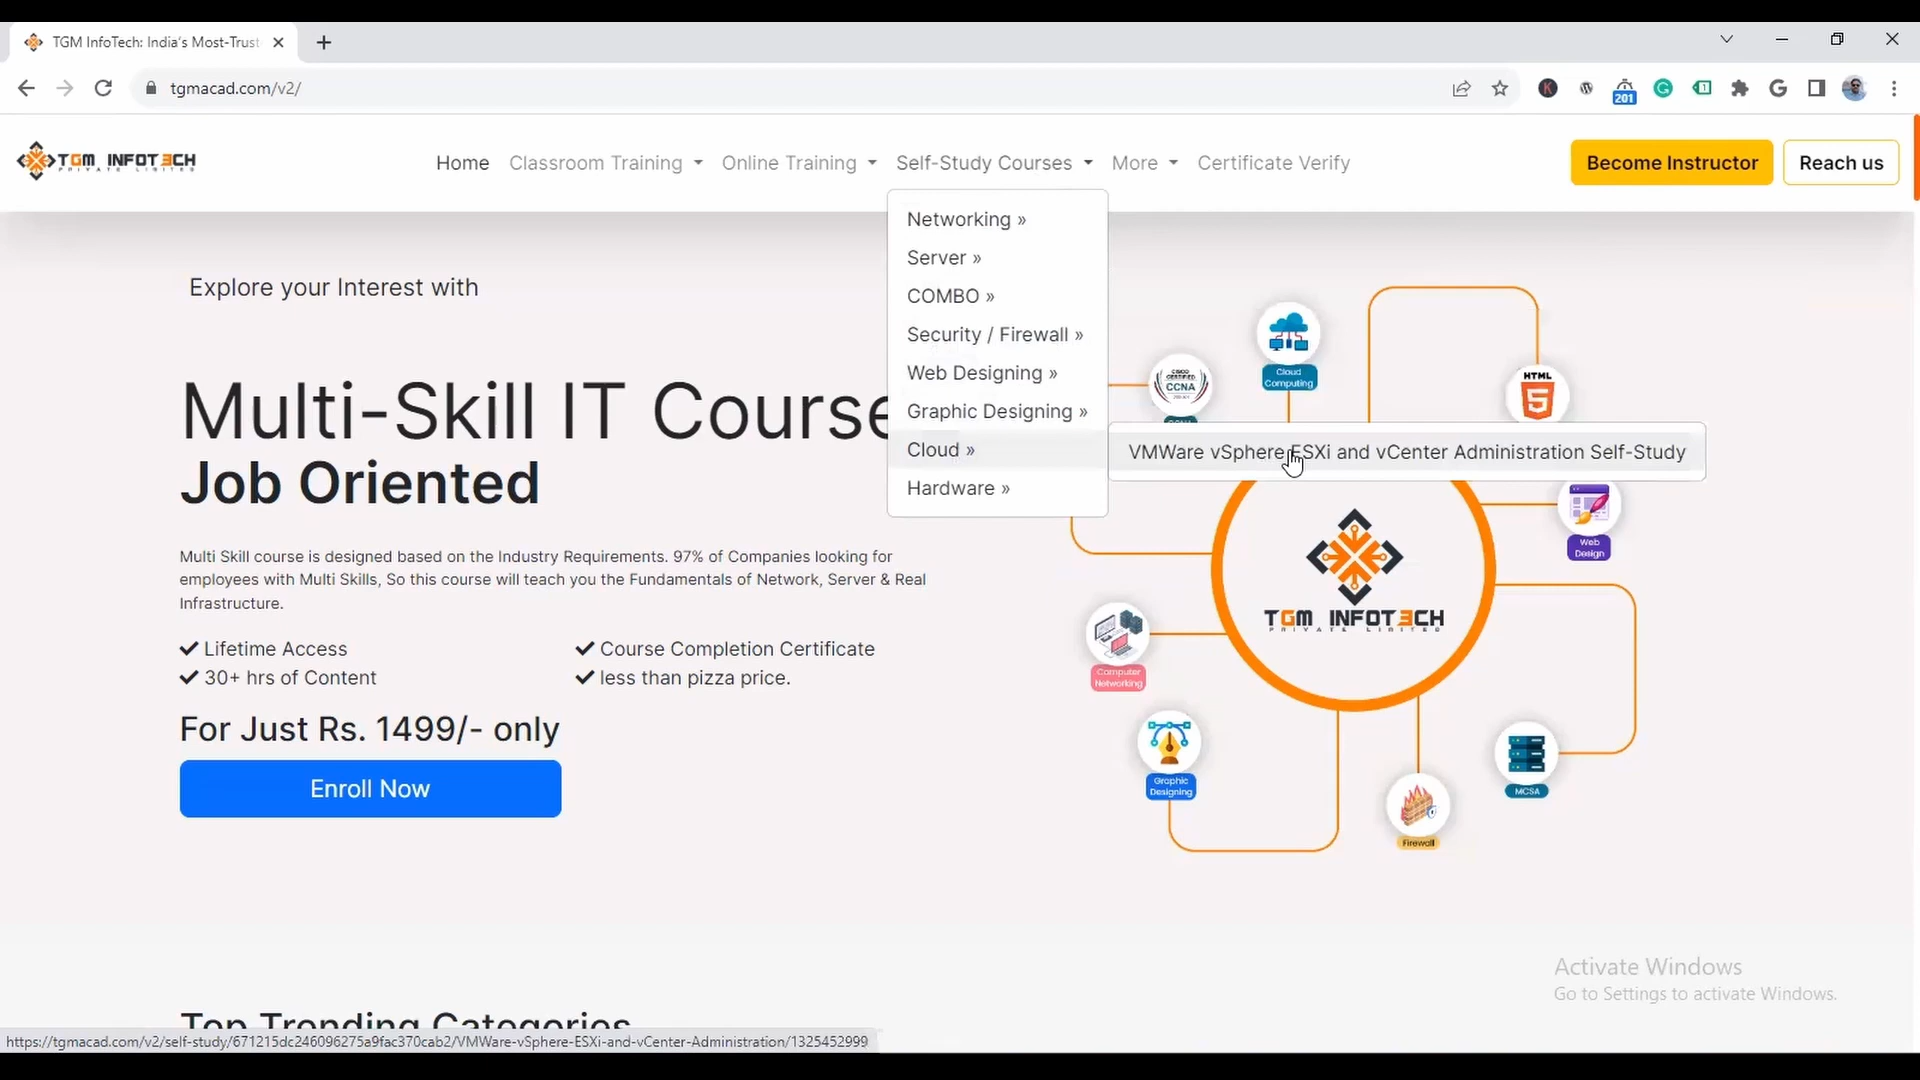 TGM InfoTech: India's Most-Trust
tgmacad.com/v2/
201
TGM INFOTECH
PRIVATE LIMITED
Home
Classroom Training
Online Training
Self-Study Courses
More
Certificate Verify
Become Instructor
Reach us
Networking »
Server »
COMBO »
Security / Firewall »
Web Designing »
Graphic Designing »
Cloud »
Hardware »
VMWare vSphere ESXi and vCenter Administration Self-Study
Explore your Interest with
Multi-Skill IT Course
Job Oriented
Multi Skill course is designed based on the Industry Requirements. 97% of Companies looking for
employees with Multi Skills, So this course will teach you the Fundamentals of Network, Server & Real
Infrastructure.
Lifetime Access
Course Completion Certificate
30+ hrs of Content
less than pizza price.
For Just Rs. 1499/- only
Enroll Now
Cloud
Computing
CISCO
CERTIFIED
CCNA
HTML
5
Web
Design
TGM INFOTECH
PRIVATE LIMITED
Computer
Networking
Graphic
Designing
MCSA
Firewall
Activate Windows
Go to Settings to activate Windows.
Top Trending Categories
https://tgmacad.com/v2/self-study/671215dc246096275a9fac370cab2/VMWare-vSphere-ESXi-and-vCenter-Administration/1325452999